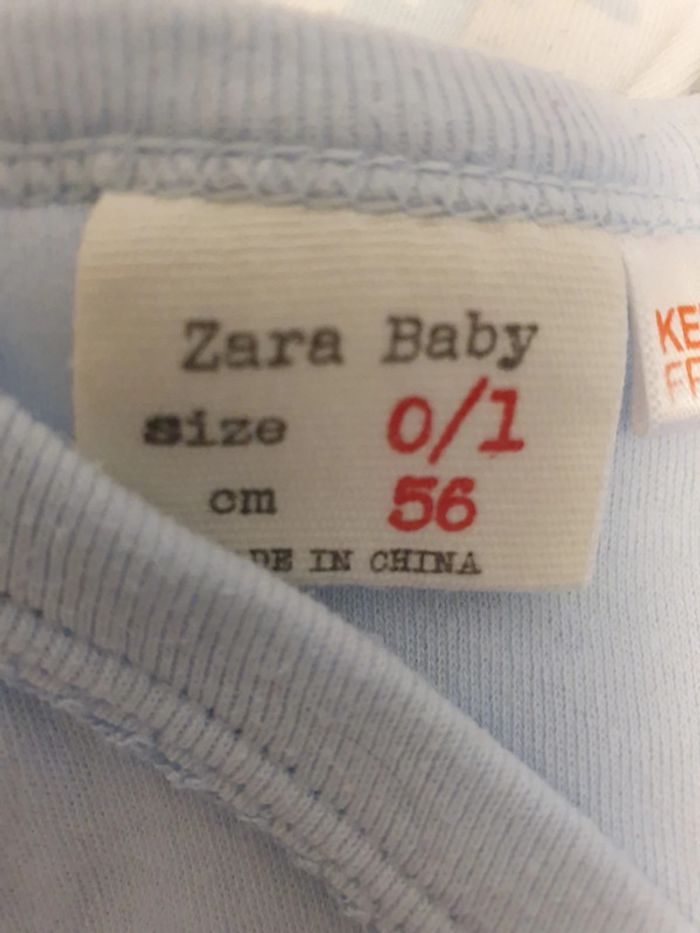 Zara Baby
size 0/1
cm 56
DE IN CHINA